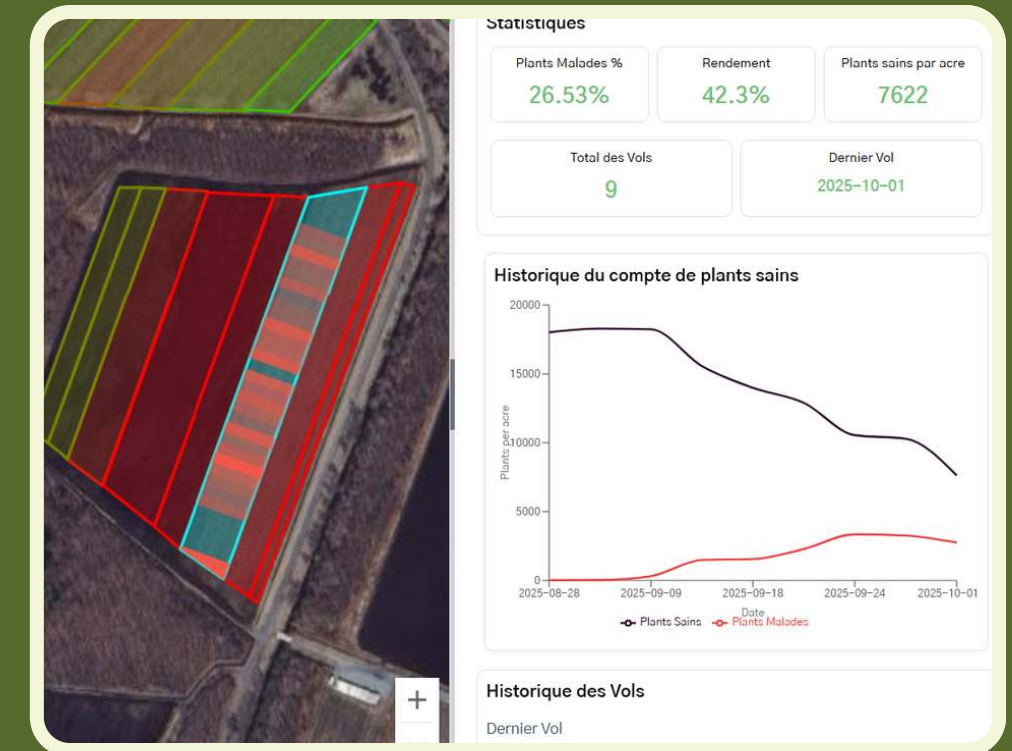 Statistiques
Plants Malades %
26.53%
Rendement
42.3%
Plants sains par acre
7622
Total des Vols
9
Dernier Vol
2025-10-01
Historique du compte de plants sains
20000
15000
10000
5000
0
Plants per acre
2025-08-28 2025-09-09 2025-09-18 2025-09-24 2025-10-01
Date
Plants Sains Plants Malades
+
Historique des Vols
Dernier Vol